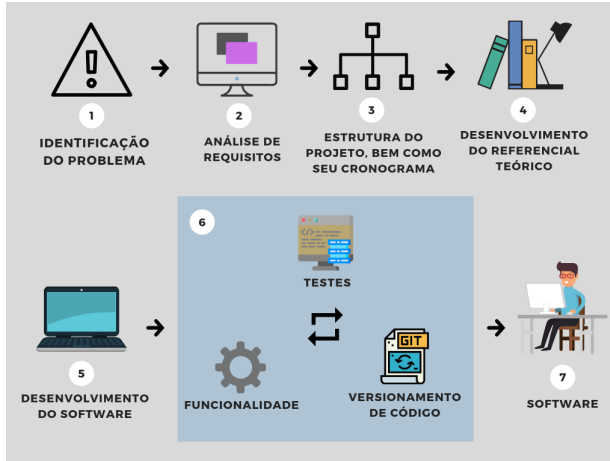 1
IDENTIFICAÇÃO
DO PROBLEMA
2
ANÁLISE DE
REQUISITOS
3
ESTRUTURA DO
PROJETO, BEM COMO
SEU CRONOGRAMA
4
DESENVOLVIMENTO
DO REFERENCIAL
TEÓRICO
5
DESENVOLVIMENTO
DO SOFTWARE
6
</>
TESTES
FUNCIONALIDADE
GIT
VERSIONAMENTO
DE CÓDIGO
7
SOFTWARE